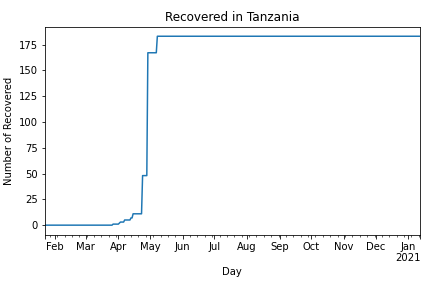 Recovered in Tanzania
Number of Recovered
175
150
125
100
75
50
25
0
Feb Mar Apr May Jun Jul Aug Sep Oct Nov Dec Jan
2021
Day